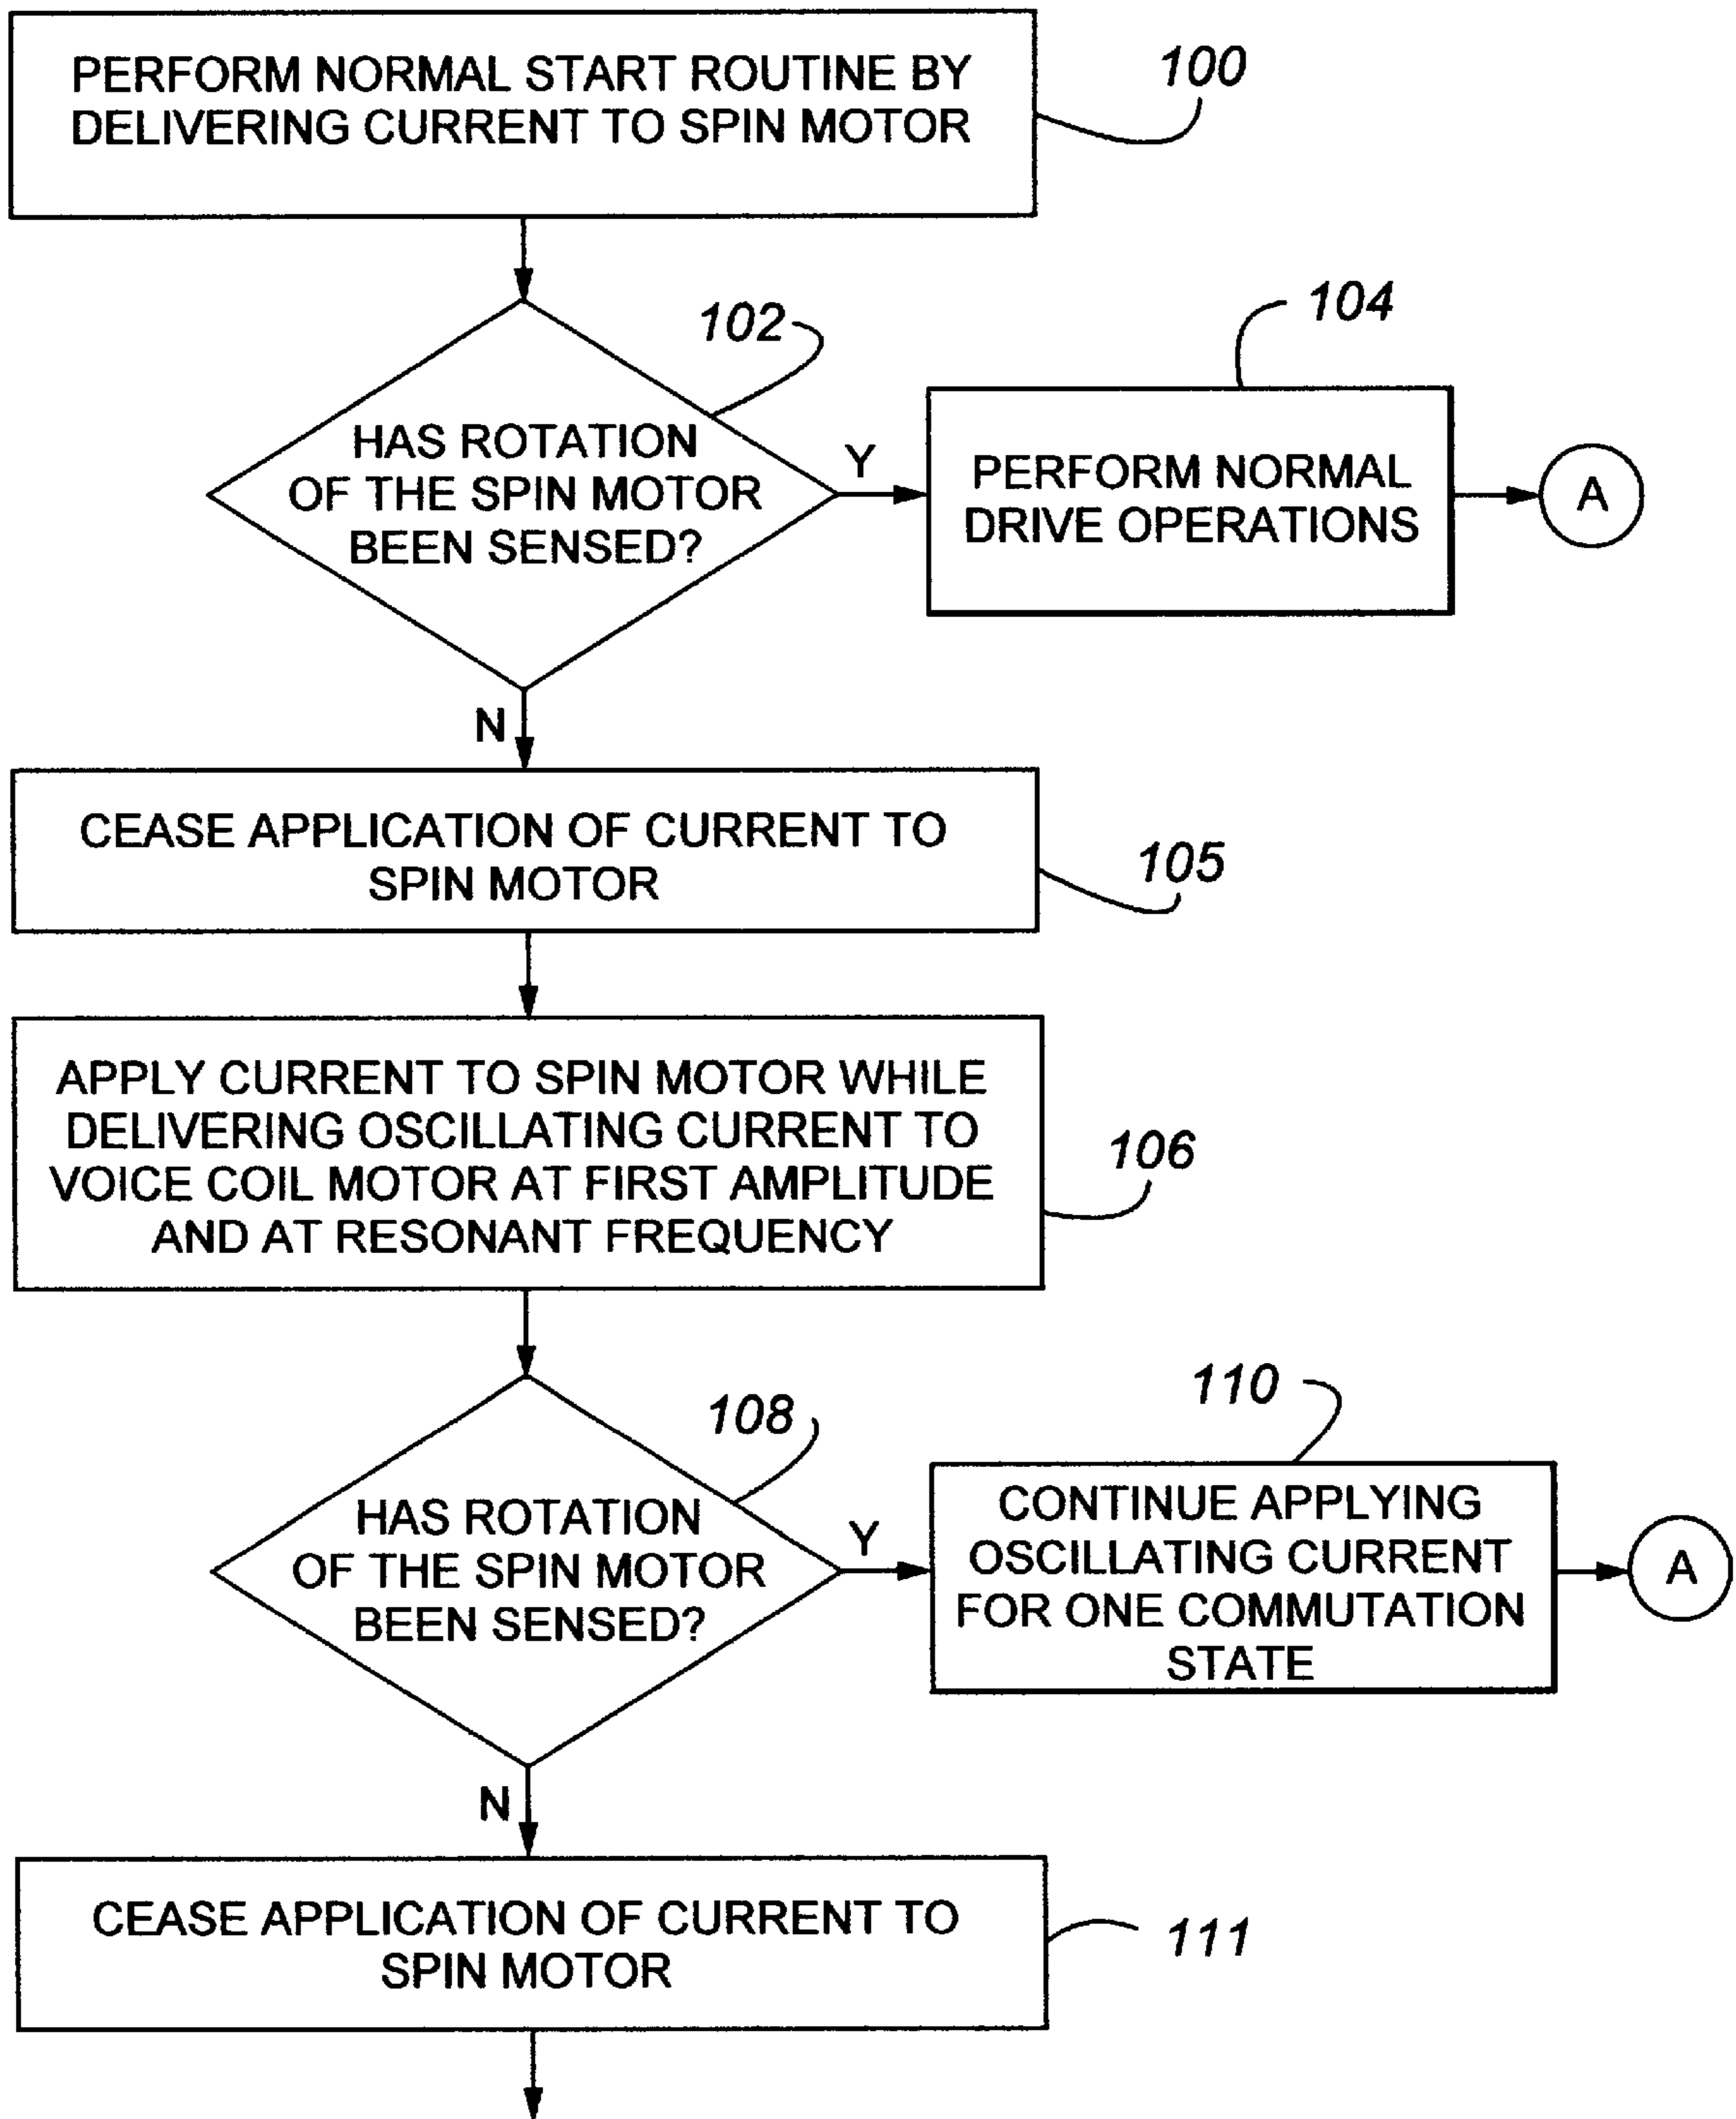 PERFORM NORMAL START ROUTINE BY
DELIVERING CURRENT TO SPIN MOTOR
100
102
HAS ROTATION
OF THE SPIN MOTOR
BEEN SENSED?
Y
104
PERFORM NORMAL
DRIVE OPERATIONS
A
N
CEASE APPLICATION OF CURRENT TO
SPIN MOTOR
105
APPLY CURRENT TO SPIN MOTOR WHILE
DELIVERING OSCILLATING CURRENT TO
VOICE COIL MOTOR AT FIRST AMPLITUDE
AND AT RESONANT FREQUENCY
106
108
HAS ROTATION
OF THE SPIN MOTOR
BEEN SENSED?
Y
110
CONTINUE APPLYING
OSCILLATING CURRENT
FOR ONE COMMUTATION
STATE
A
N
CEASE APPLICATION OF CURRENT TO
SPIN MOTOR
111